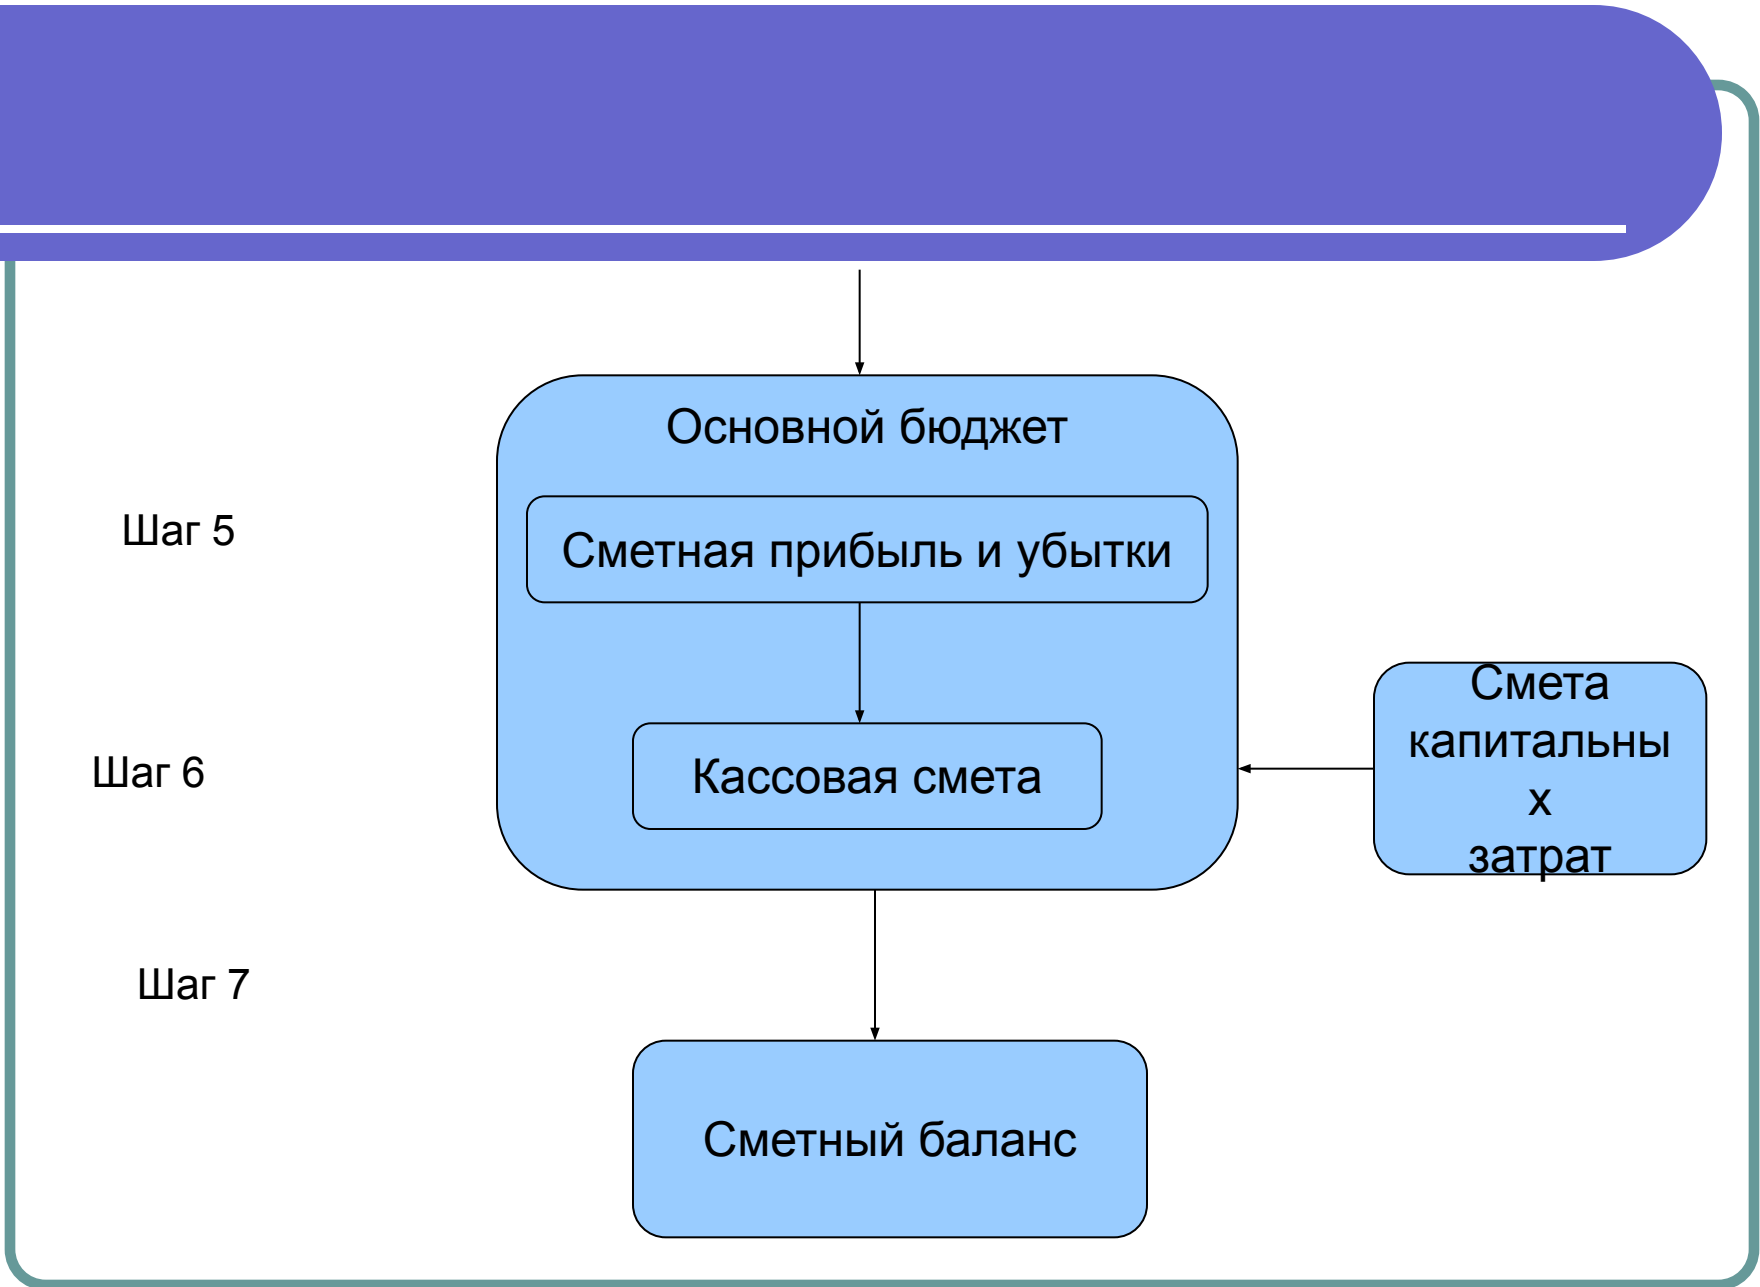 Основной бюджет
Шаг 5
Сметная прибыль и убытки
Шаг 6
Кассовая смета
Смета
капитальны
х
затрат
Шаг 7
Сметный баланс